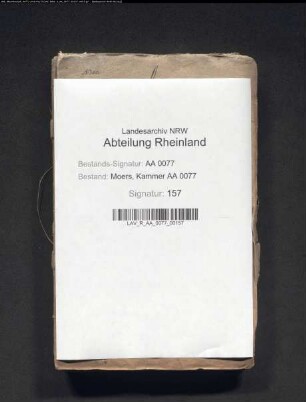 Landesarchiv NRW
Abteilung Rheinland
Bestands-Signatur: AA 0077
Bestand: Moers, Kammer AA 0077
Signatur: 157
LAV_R_AA_0077_00157